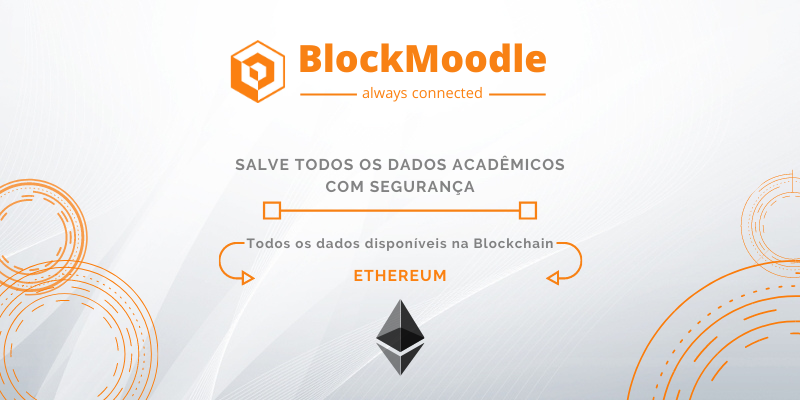 BlockMoodle
always connected
SALVE TODOS OS DADOS ACADÊMICOS
COM SEGURANÇA
Todos os dados disponíveis na Blockchain
ETHEREUM